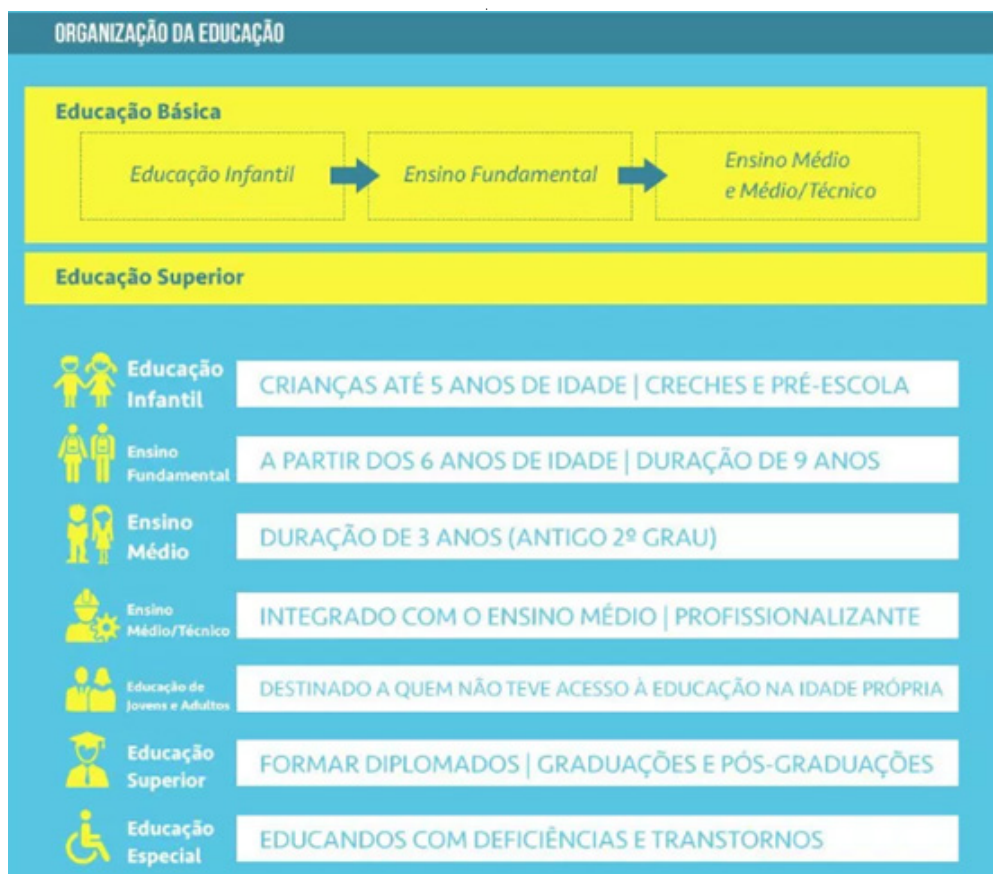 ORGANIZAÇÃO DA EDUCAÇÃO
Educação Básica
Educação Infantil
Ensino Fundamental
Ensino Médio
e Médio/Técnico
Educação Superior
Educação
Infantil
CRIANÇAS ATÉ 5 ANOS DE IDADE | CRECHES E PRÉ-ESCOLA
Ensino
Fundamental
A PARTIR DOS 6 ANOS DE IDADE | DURAÇÃO DE 9 ANOS
Ensino
Médio
DURAÇÃO DE 3 ANOS (ANTIGO 2º GRAU)
Ensino
Médio/Técnico
INTEGRADO COM O ENSINO MÉDIO | PROFISSIONALIZANTE
Educação de
Jovens e Adultos
DESTINADO A QUEM NÃO TEVE ACESSO À EDUCAÇÃO NA IDADE PRÓPRIA
Educação
Superior
FORMAR DIPLOMADOS | GRADUAÇÕES E PÓS-GRADUAÇÕES
Educação
Especial
EDUCANDOS COM DEFICIÊNCIAS E TRANSTORNOS